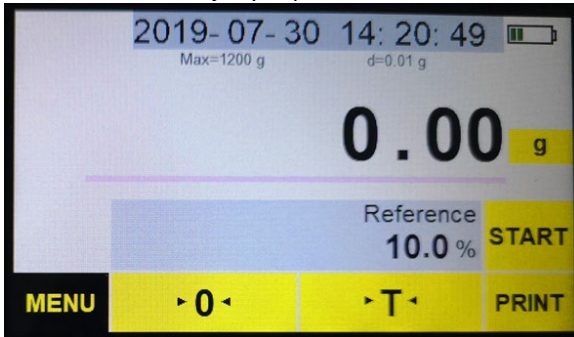 2019-07-30 14:20:49
Max=1200 g d=0.01 g
0.00 g
Reference
10.0 %
START
MENU ►0◄ ►T◄ PRINT